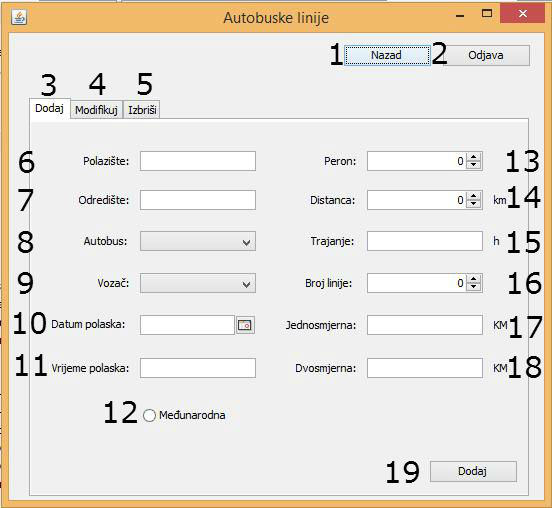 Autobuske linije
1 Nazad 2 Odjava
3 4 5
Dodaj Modifikuj Izbriši
6 Polazište: Peron: 0 13
7 Odredište: Distanca: 0 km 14
8 Autobus: Trajanje: h 15
9 Vozač: Broj linije: 0 16
10 Datum polaska: Jednosmjerna: KM 17
11 Vrijeme polaska: Dvosmjerna: KM 18
12 Međunarodna
19 Dodaj